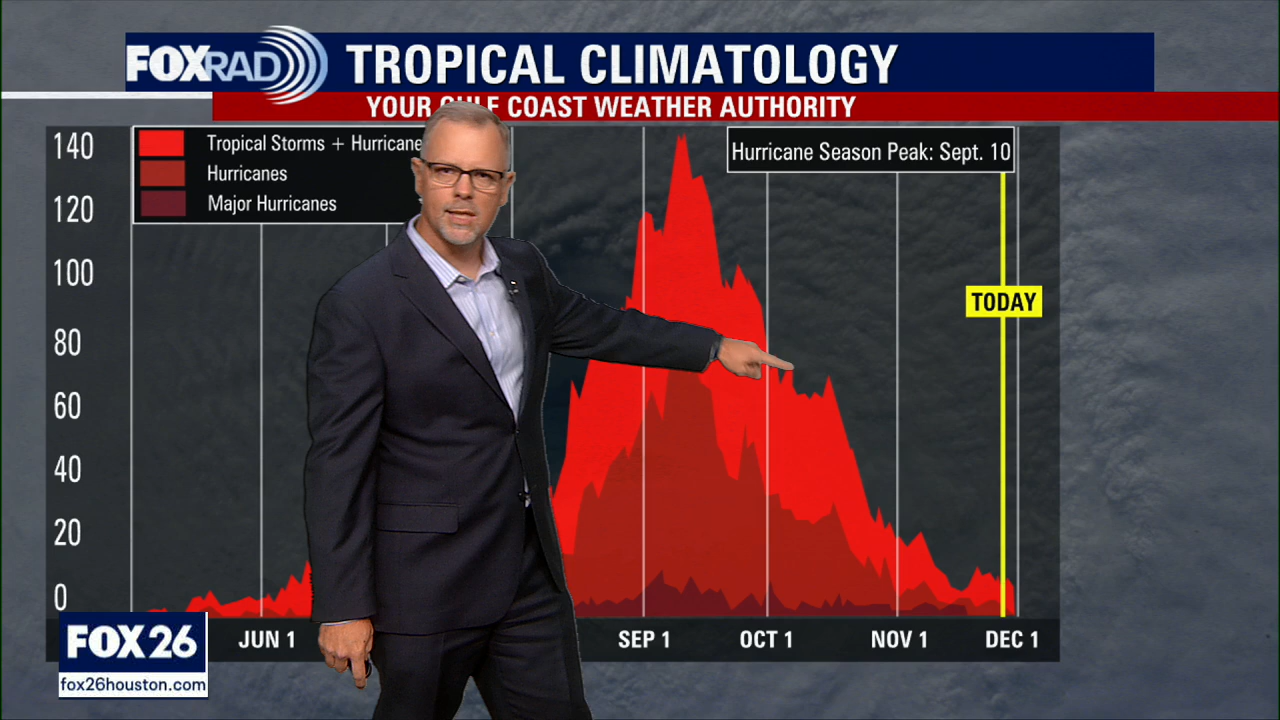 FOXRAD TROPICAL CLIMATOLOGY
YOUR GULF COAST WEATHER AUTHORITY
140
120
100
80
60
40
20
0
Tropical Storms + Hurricane
Hurricanes
Major Hurricanes
Hurricane Season Peak: Sept. 10
TODAY
JUN 1 SEP 1 OCT 1 NOV 1 DEC 1
FOX 26
fox26houston.com